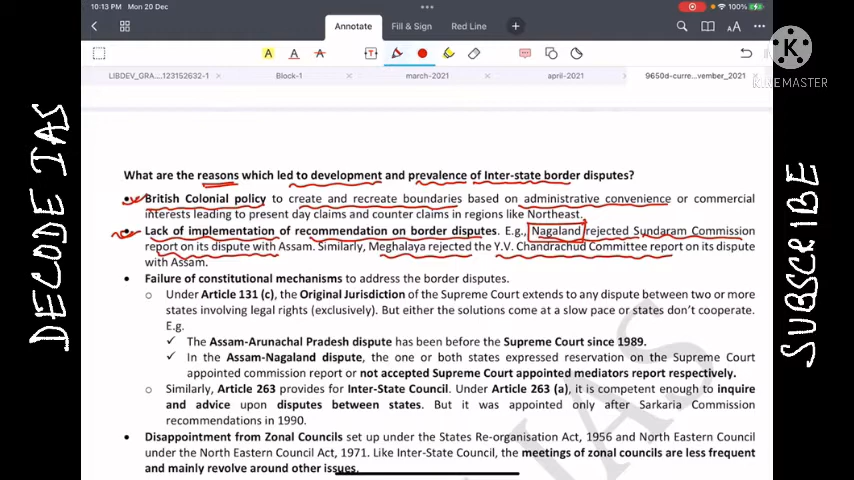 10:13 PM Mon 20 Dec
100%
Annotate
Fill & Sign
Red Line
AA
A A A T
LIBDEV_GRA....123152632-1
Block-1
march-2021
april-2021
9650d-curre...vember_2021
K
KINEMASTER
DECODE IAS
SUBSCRIBE
What are the reasons which led to development and prevalence of Inter-state border disputes?
• British Colonial policy to create and recreate boundaries based on administrative convenience or commercial
interests leading to present day claims and counter claims in regions like Northeast.
• Lack of implementation of recommendation on border disputes. E.g., Nagaland rejected Sundaram Commission
report on its dispute with Assam. Similarly, Meghalaya rejected the Y.V. Chandrachud Committee report on its dispute
with Assam.
• Failure of constitutional mechanisms to address the border disputes.
o Under Article 131 (c), the Original Jurisdiction of the Supreme Court extends to any dispute between two or more
states involving legal rights (exclusively). But either the solutions come at a slow pace or states don't cooperate.
E.g.
✓ The Assam-Arunachal Pradesh dispute has been before the Supreme Court since 1989.
✓ In the Assam-Nagaland dispute, the one or both states expressed reservation on the Supreme Court
appointed commission report or not accepted Supreme Court appointed mediators report respectively.
o Similarly, Article 263 provides for Inter-State Council. Under Article 263 (a), it is competent enough to inquire
and advice upon disputes between states. But it was appointed only after Sarkaria Commission
recommendations in 1990.
• Disappointment from Zonal Councils set up under the States Re-organisation Act, 1956 and North Eastern Council
under the North Eastern Council Act, 1971. Like Inter-State Council, the meetings of zonal councils are less frequent
and mainly revolve around other issues.